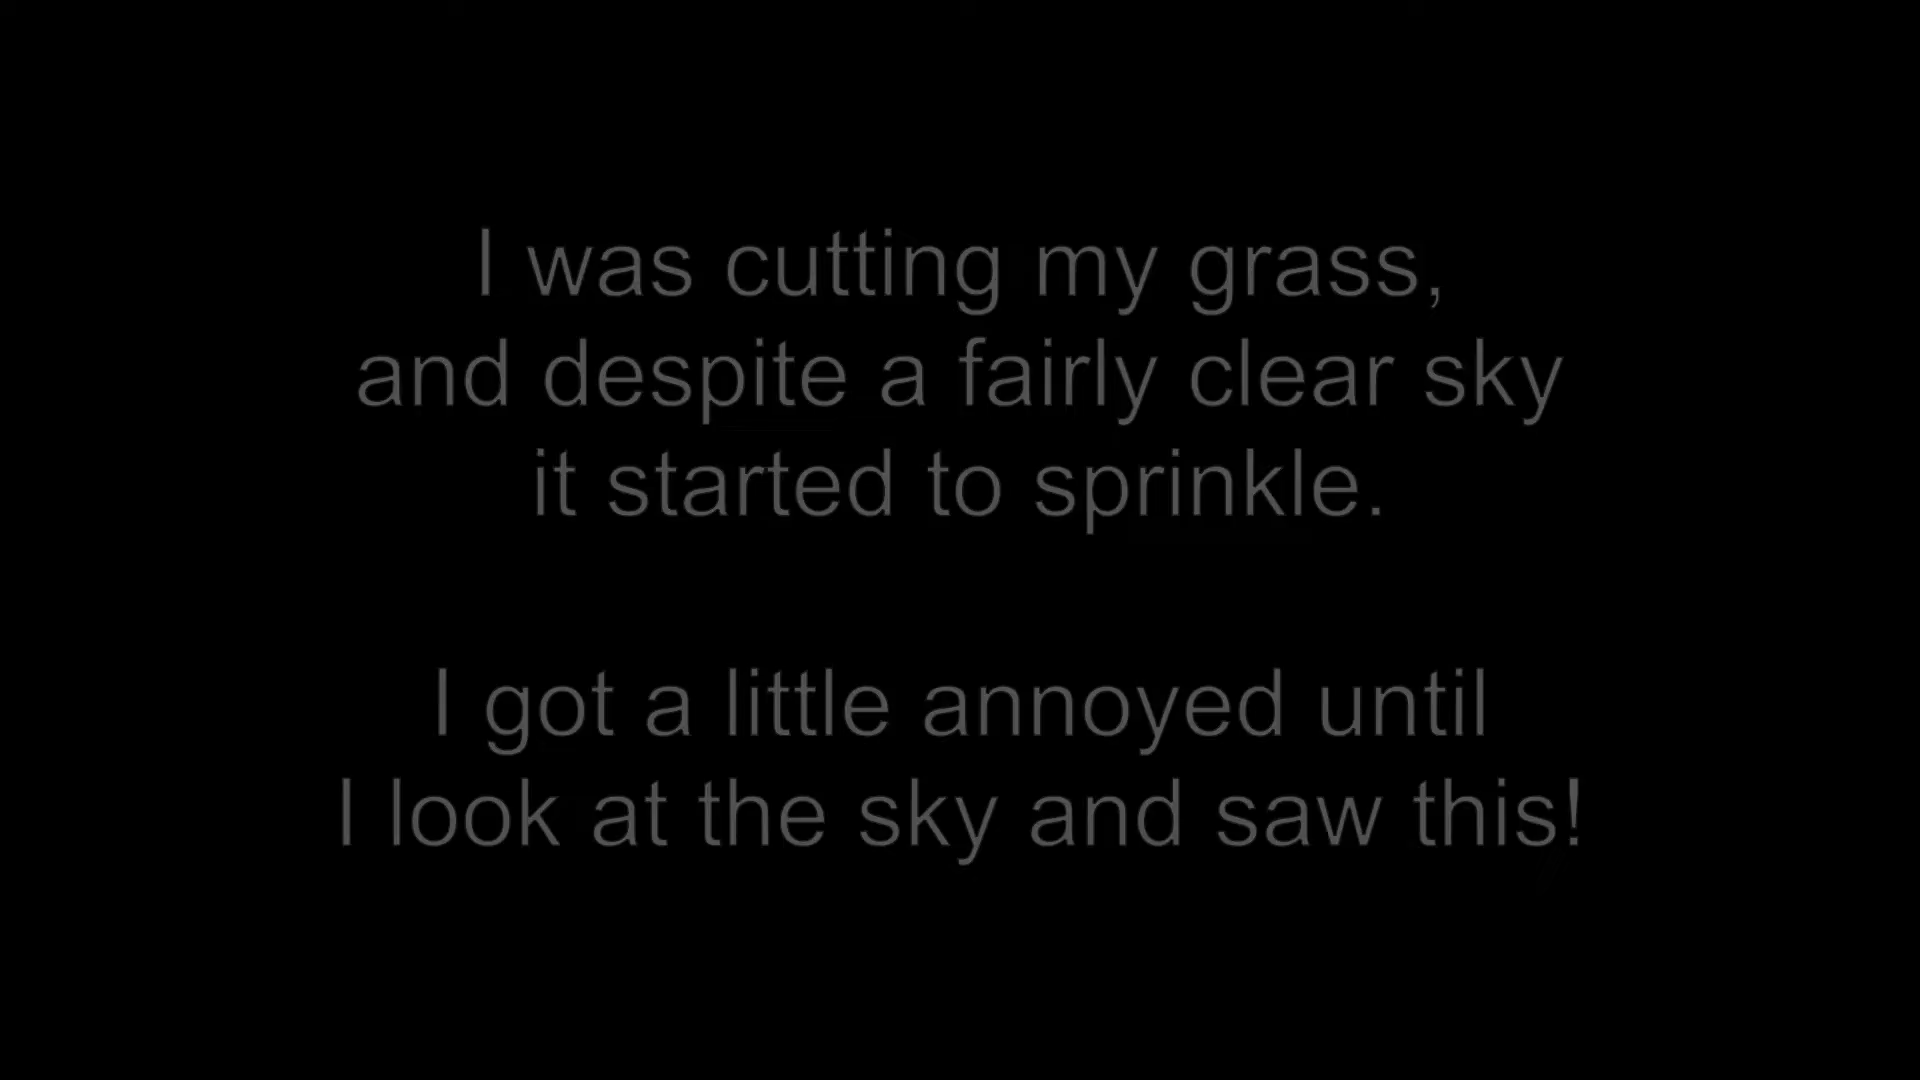 I was cutting my grass,
and despite a fairly clear sky
it started to sprinkle.
I got a little annoyed until
I look at the sky and saw this!